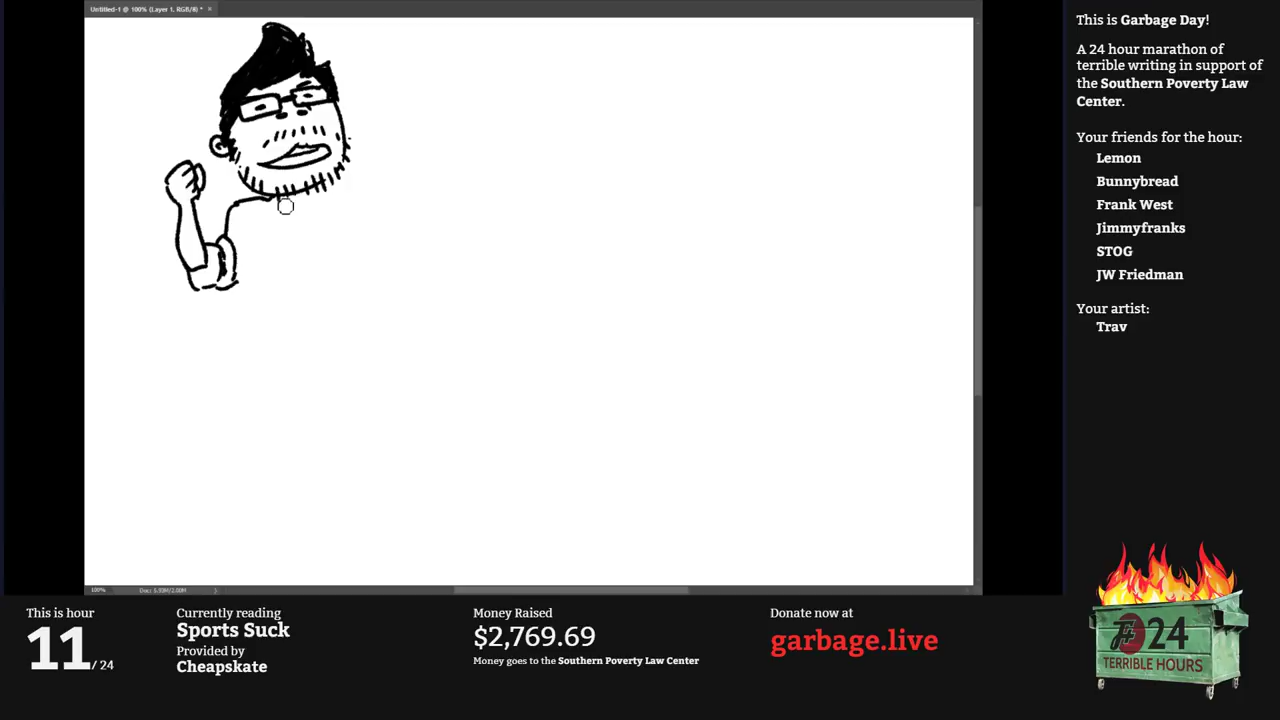 Untitled-1 @ 100% (Layer 1, RGB/8) * ×
This is Garbage Day!
A 24 hour marathon of
terrible writing in support of
the Southern Poverty Law
Center.
Your friends for the hour:
Lemon
Bunnybread
Frank West
Jimmyfranks
STOG
JW Friedman
Your artist:
Trav
24
TERRIBLE HOURS
100%
This is hour
11 / 24
Currently reading
Sports Suck
Provided by
Cheapskate
Money Raised
$2,769.69
Money goes to the Southern Poverty Law Center
Donate now at
garbage.live